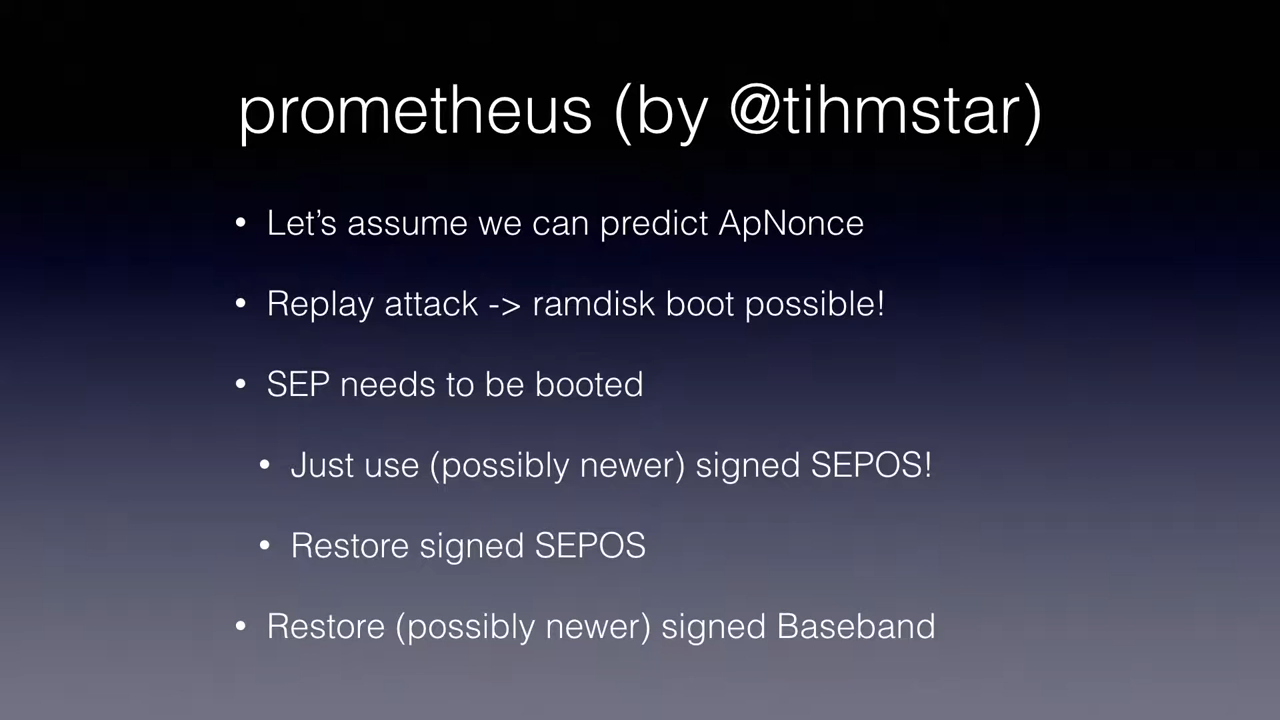 prometheus (by @tihmstar)
• Let’s assume we can predict ApNonce
• Replay attack -> ramdisk boot possible!
• SEP needs to be booted
• Just use (possibly newer) signed SEPOS!
• Restore signed SEPOS
• Restore (possibly newer) signed Baseband